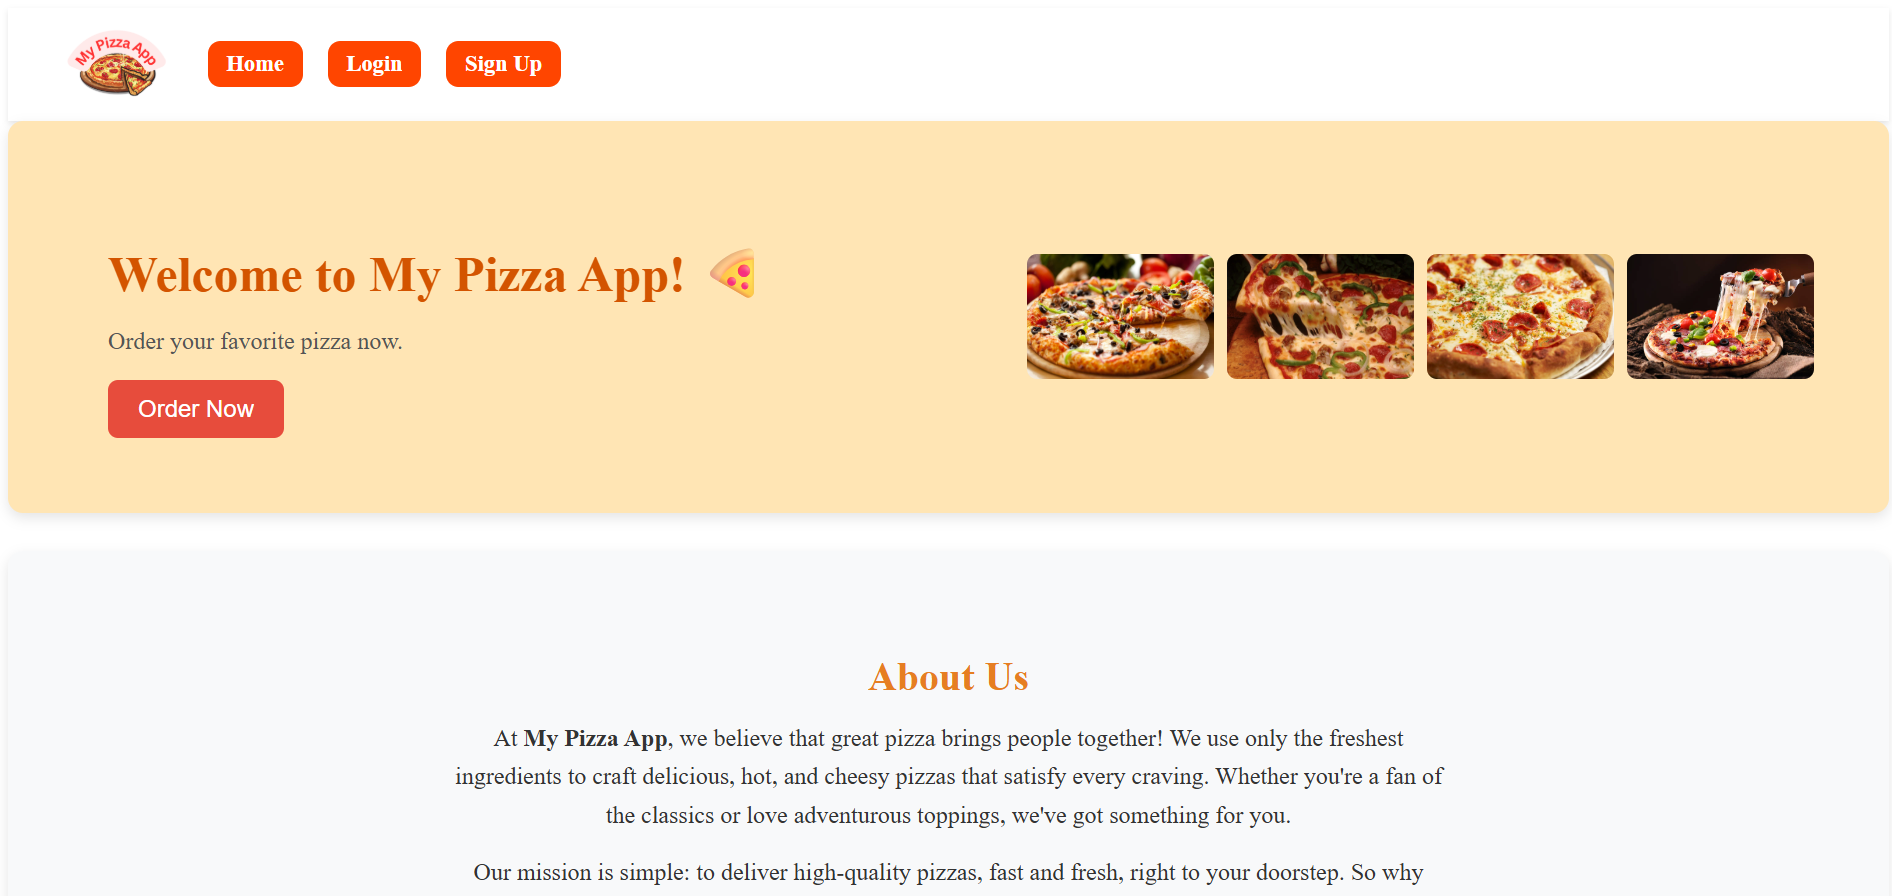 My Pizza App
Home
Login
Sign Up
Welcome to My Pizza App! 🍕
Order your favorite pizza now.
Order Now
About Us
At My Pizza App, we believe that great pizza brings people together! We use only the freshest
ingredients to craft delicious, hot, and cheesy pizzas that satisfy every craving. Whether you're a fan of
the classics or love adventurous toppings, we've got something for you.
Our mission is simple: to deliver high-quality pizzas, fast and fresh, right to your doorstep. So why